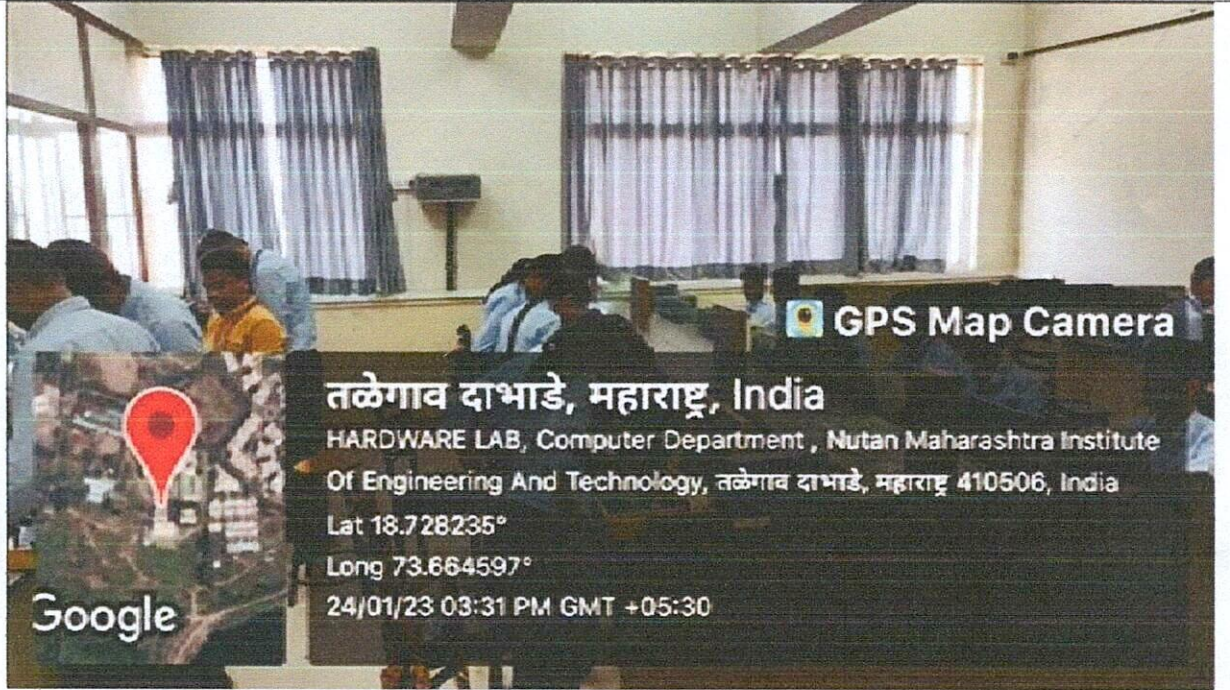 GPS Map Camera
तळेगाव दाभाडे, महाराष्ट्र, India
HARDWARE LAB, Computer Department , Nutan Maharashtra Institute
Of Engineering And Technology, तळेगाव दाभाडे, महाराष्ट्र 410506, India
Lat 18.728235°
Long 73.664597°
24/01/23 03:31 PM GMT +05:30
Google